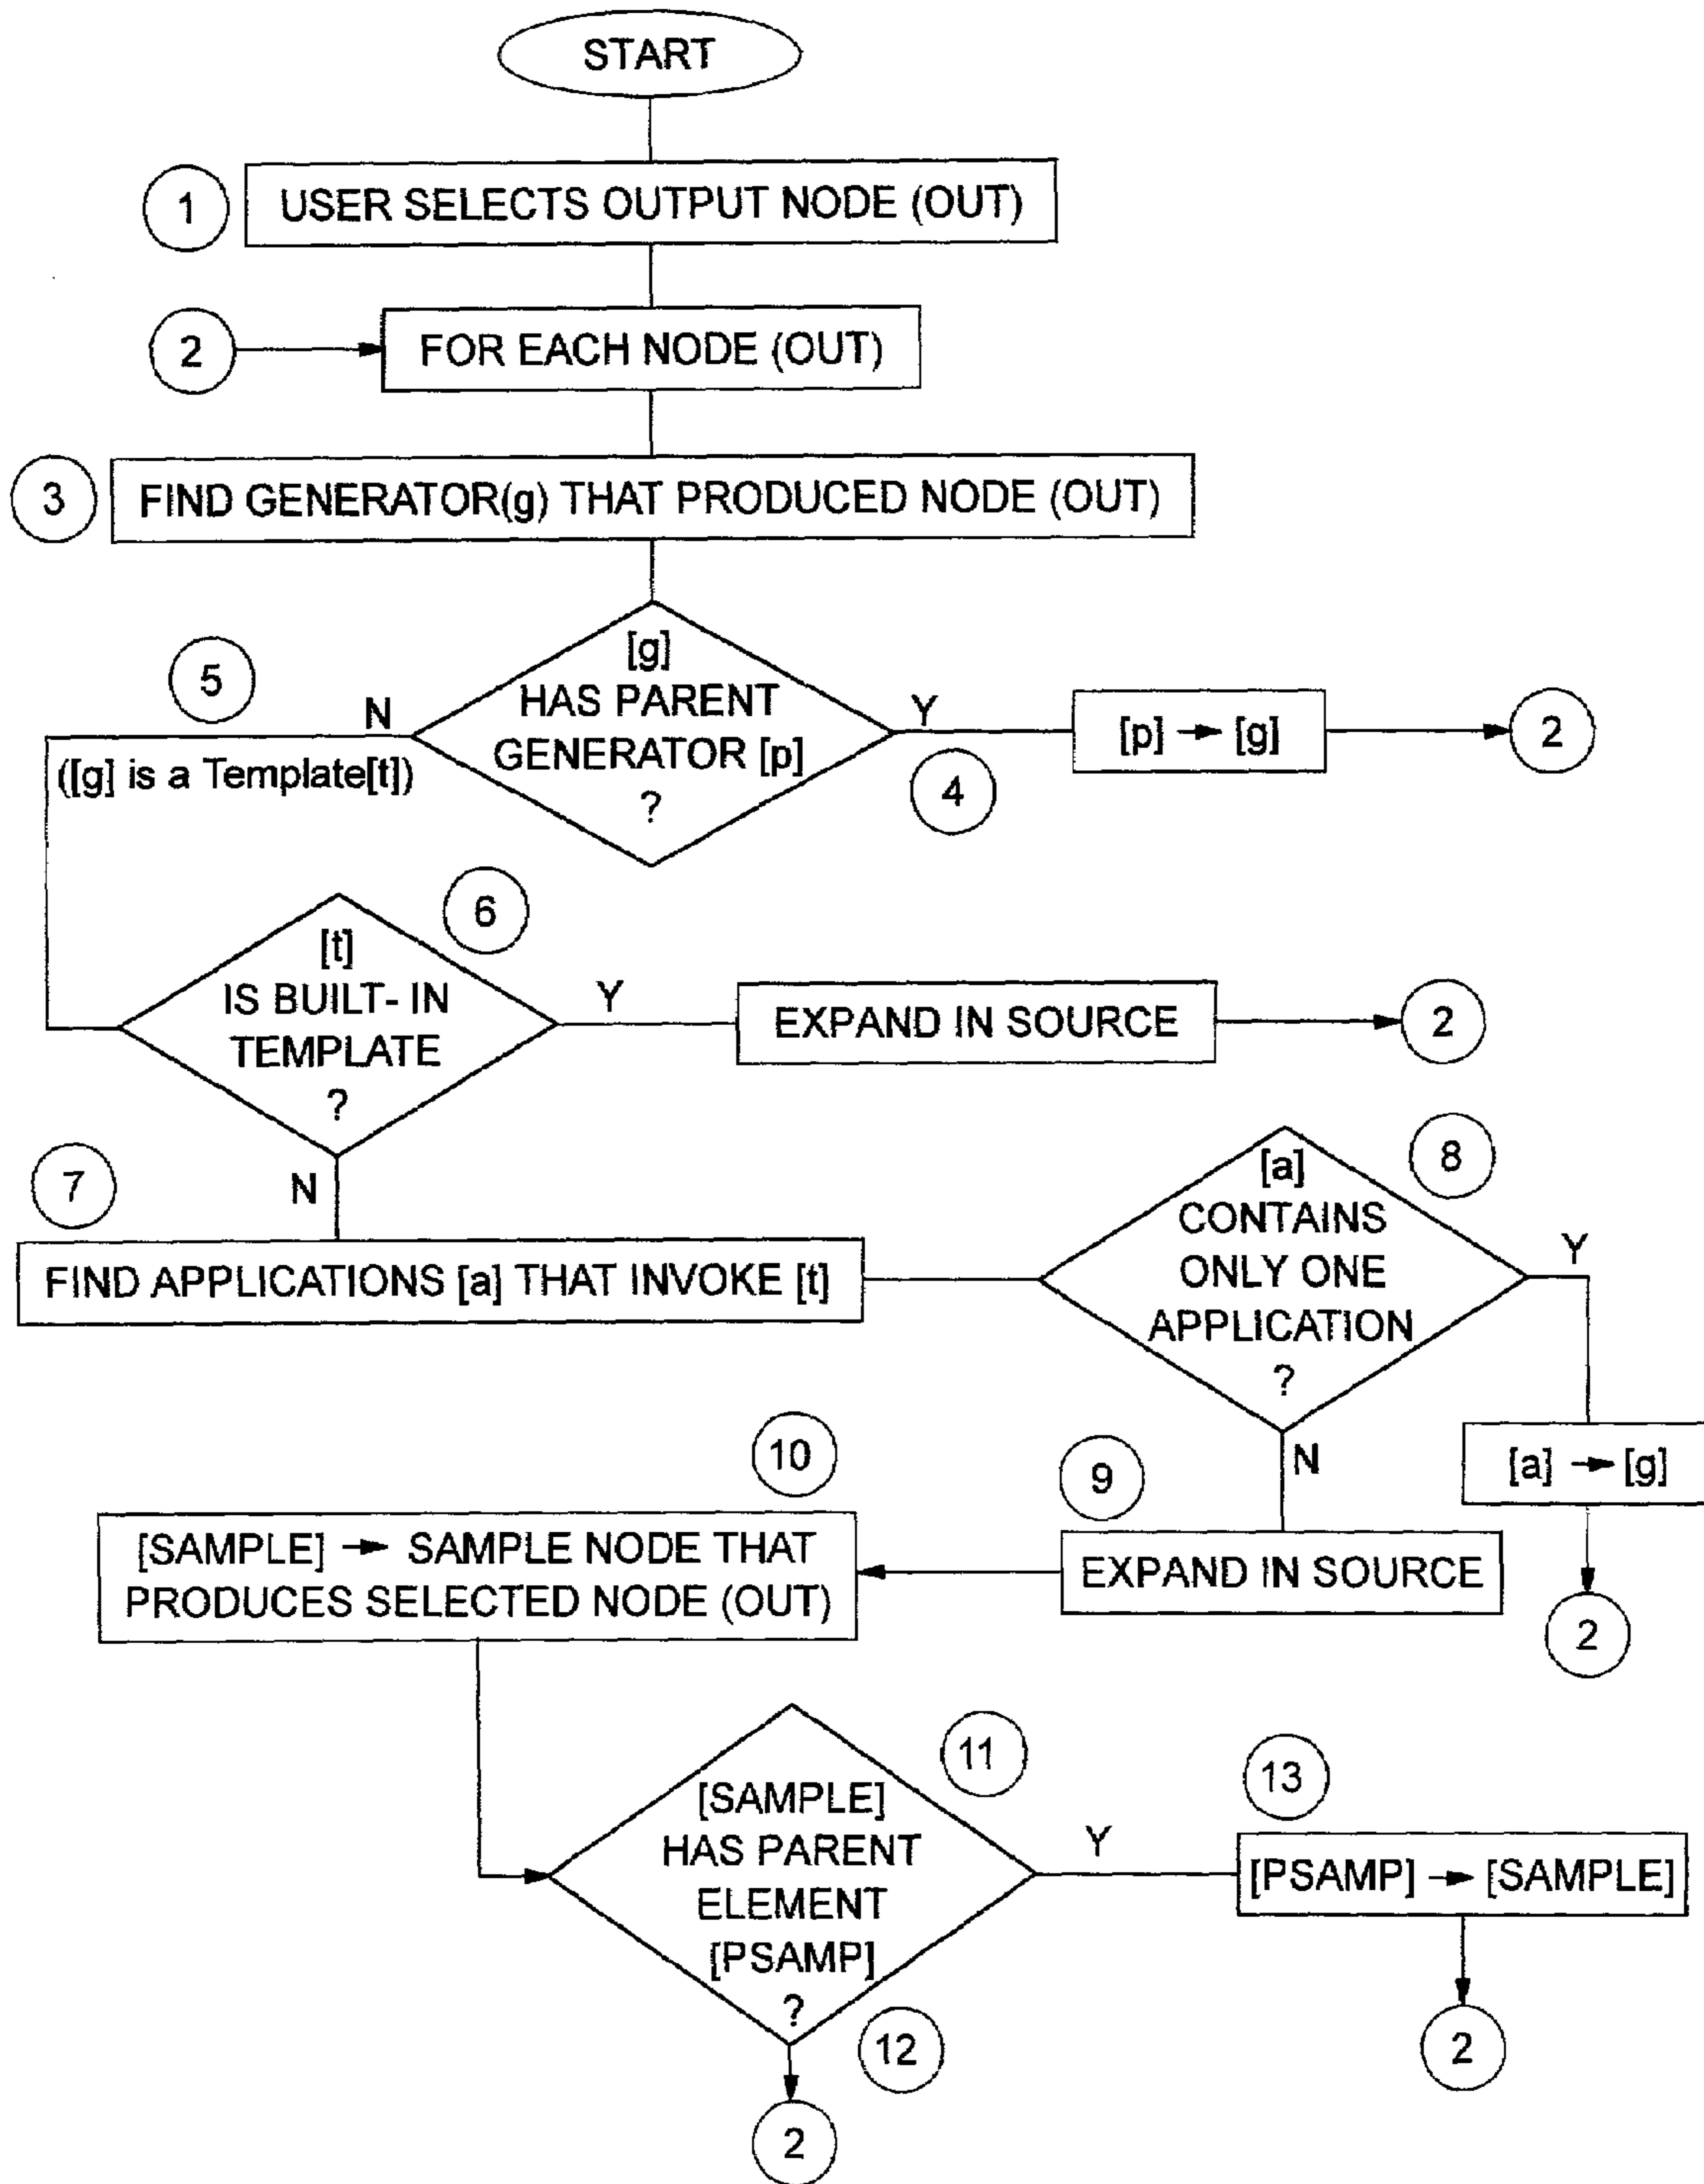 START
1
USER SELECTS OUTPUT NODE (OUT)
2
FOR EACH NODE (OUT)
3
FIND GENERATOR(g) THAT PRODUCED NODE (OUT)
5
N
([g] is a Template[t])
[g]
HAS PARENT
GENERATOR [p]
?
Y
4
[p] → [g]
2
6
[t]
IS BUILT- IN
TEMPLATE
?
Y
EXPAND IN SOURCE
2
7
N
FIND APPLICATIONS [a] THAT INVOKE [t]
8
[a]
CONTAINS
ONLY ONE
APPLICATION
?
Y
[a] → [g]
2
N
9
EXPAND IN SOURCE
10
[SAMPLE] → SAMPLE NODE THAT
PRODUCES SELECTED NODE (OUT)
11
[SAMPLE]
HAS PARENT
ELEMENT
[PSAMP]
?
Y
13
[PSAMP] → [SAMPLE]
2
12
2